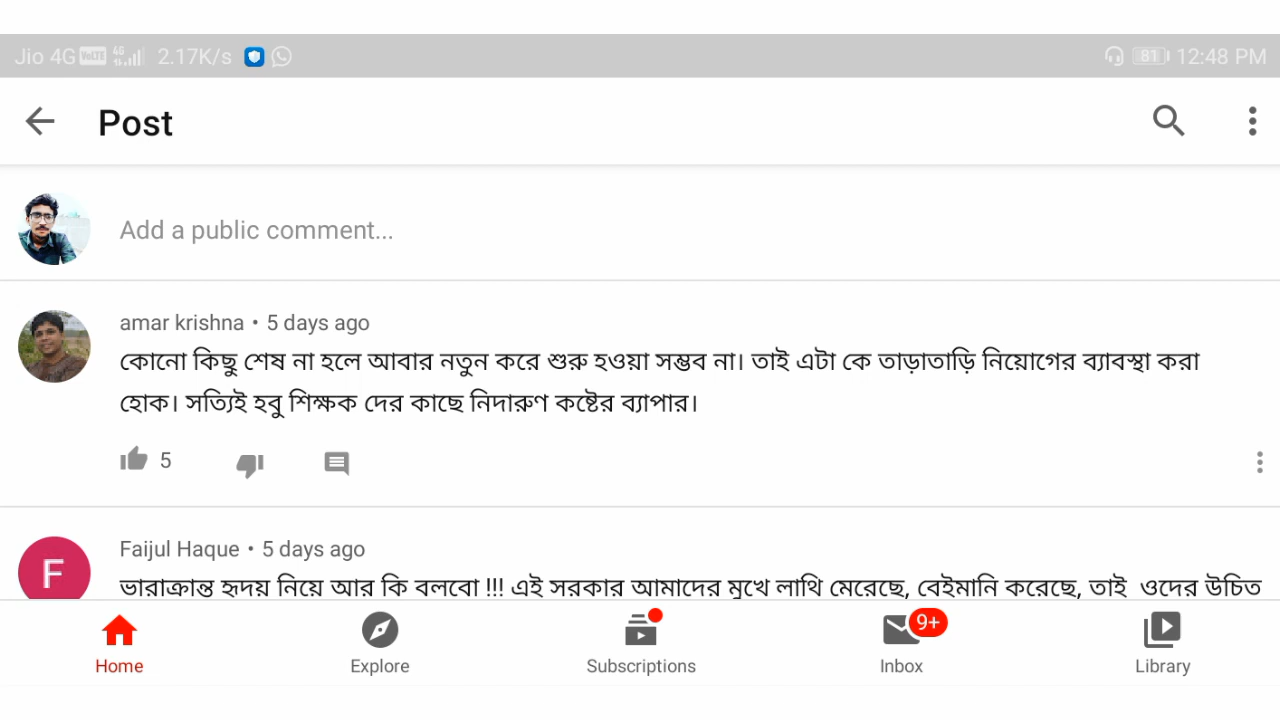 Jio 4G VoLTE 4G 2.17K/s 81 12:48 PM
Post
Add a public comment...
amar krishna • 5 days ago
কোনো কিছু শেষ না হলে আবার নতুন করে শুরু হওয়া সম্ভব না। তাই এটা কে তাড়াতাড়ি নিয়োগের ব্যাবস্থা করা
হোক। সত্যিই হবু শিক্ষক দের কাছে নিদারুণ কষ্টের ব্যাপার।
5
F
Faijul Haque • 5 days ago
ভারাক্রান্ত হৃদয় নিয়ে আর কি বলবো !!! এই সরকার আমাদের মুখে লাথি মেরেছে, বেইমানি করেছে, তাই ওদের উচিত
9+
Home Explore Subscriptions Inbox Library